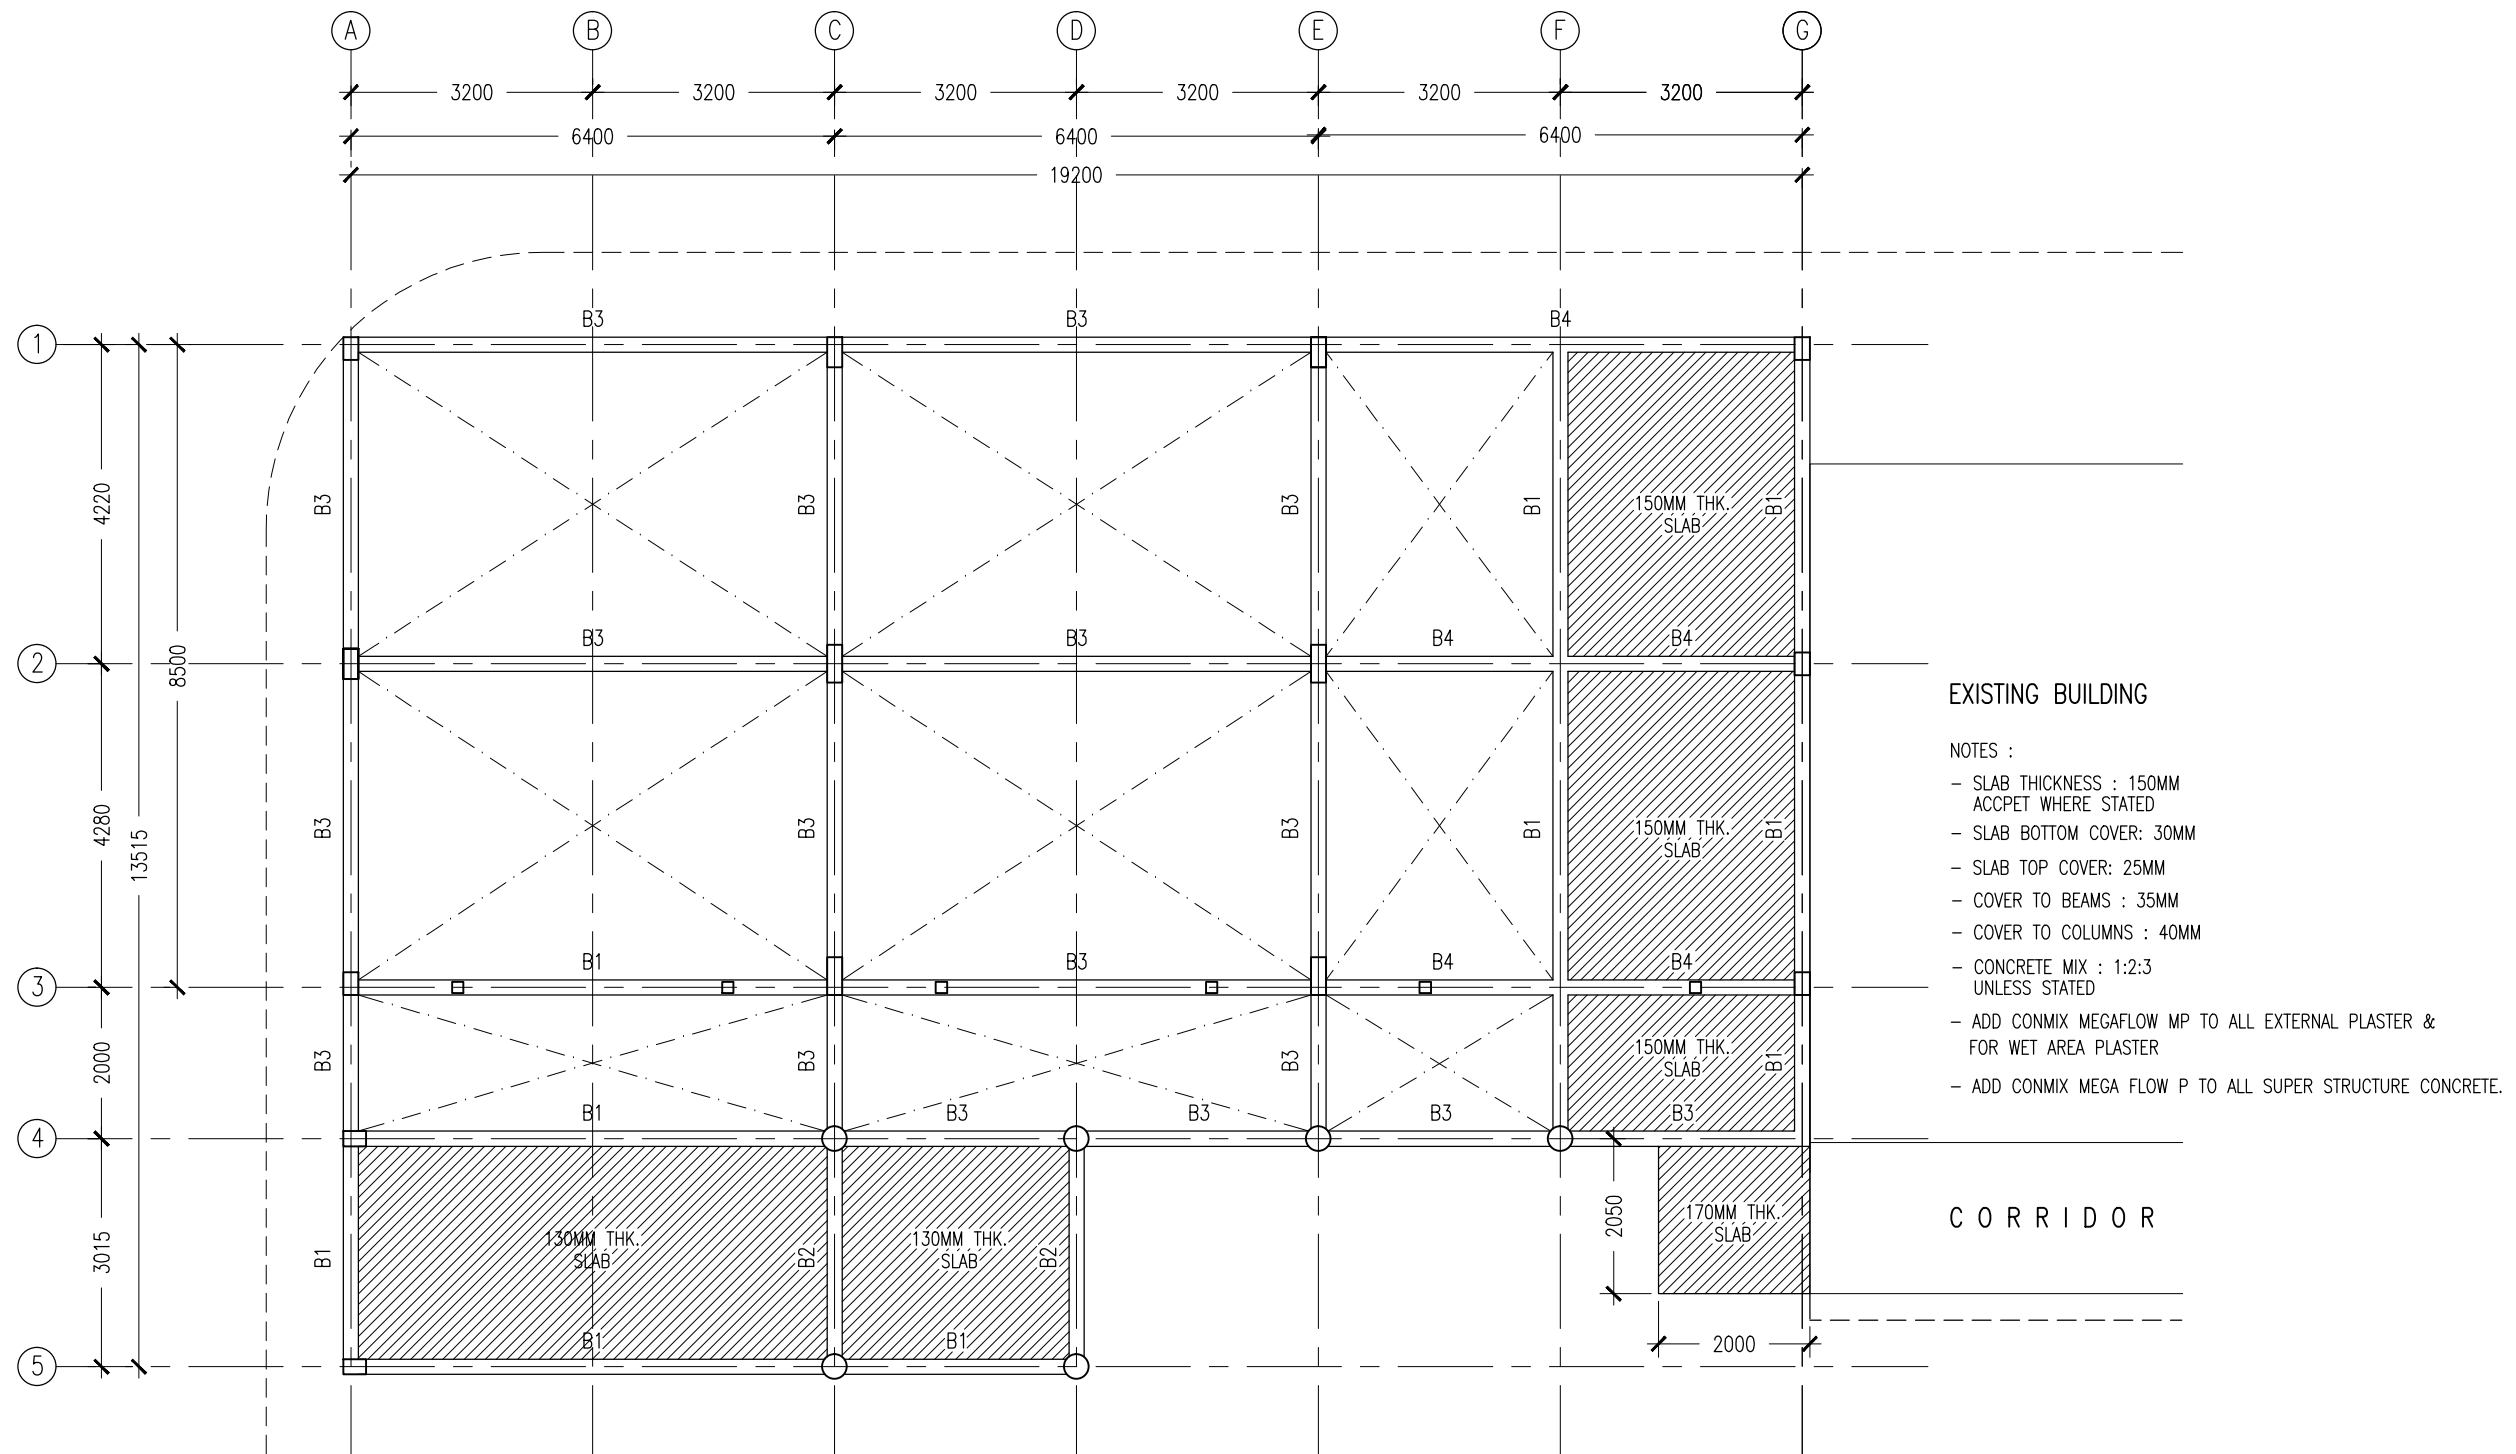 A B C D E F G
3200 3200 3200 3200 3200 3200
6400 6400 6400
19200
B3 B3 B4
1
4220
B3 B3 B3 B1 B1
150MM THK.
SLAB
B3 B3 B4 B4
2
8500
EXISTING BUILDING
NOTES :
- SLAB THICKNESS : 150MM
ACCPET WHERE STATED
- SLAB BOTTOM COVER: 30MM
- SLAB TOP COVER: 25MM
- COVER TO BEAMS : 35MM
- COVER TO COLUMNS : 40MM
- CONCRETE MIX : 1:2:3
UNLESS STATED
- ADD CONMIX MEGAFLOW MP TO ALL EXTERNAL PLASTER &
FOR WET AREA PLASTER
- ADD CONMIX MEGA FLOW P TO ALL SUPER STRUCTURE CONCRETE.
4280
13515
B3 B3 B3 B1 B1
150MM THK.
SLAB
B1 B3 B4 B4
3
2000
B3 B3 B3 B1
150MM THK.
SLAB
B1 B3 B3 B3 B3
4
3015
B1 B2 B2
130MM THK.
SLAB
130MM THK.
SLAB
2050
170MM THK.
SLAB
CORRIDOR
B1 B1
2000
5